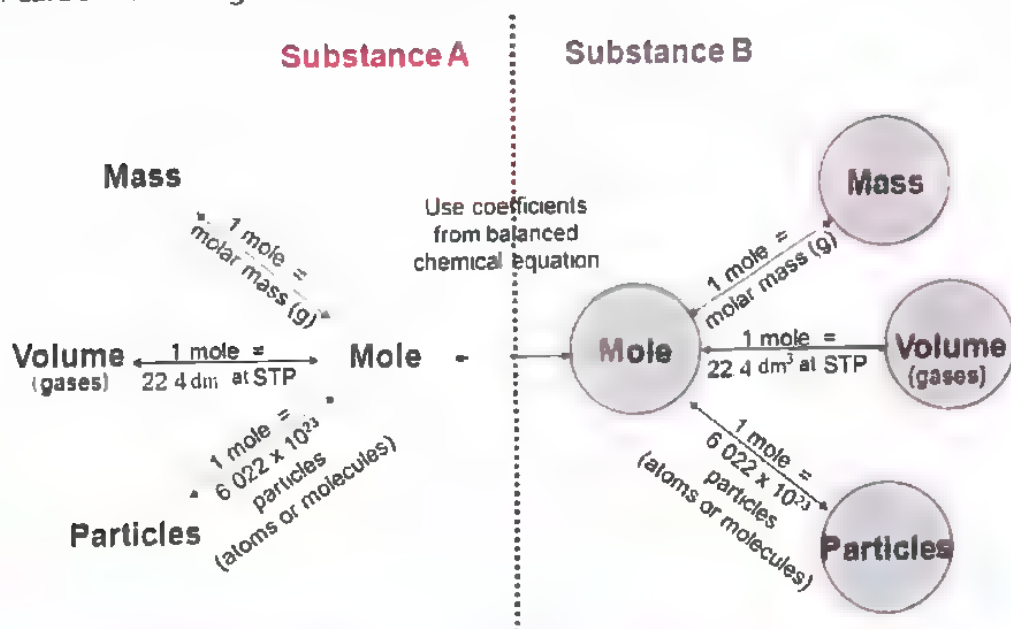 Substance A
Substance B
Mass
1 mole =
molar mass (g)
Volume
(gases)
1 mole =
22 4 dm at STP
Mole
1 mole =
6 022 x 10²³
particles
(atoms or molecules)
Particles
Use coefficients
from balanced
chemical equation
Mass
1 mole =
molar mass (g)
Mole
1 mole =
22 4 dm³ at STP
Volume
(gases)
1 mole =
6 022 x 10²³
particles
(atoms or molecules)
Particles